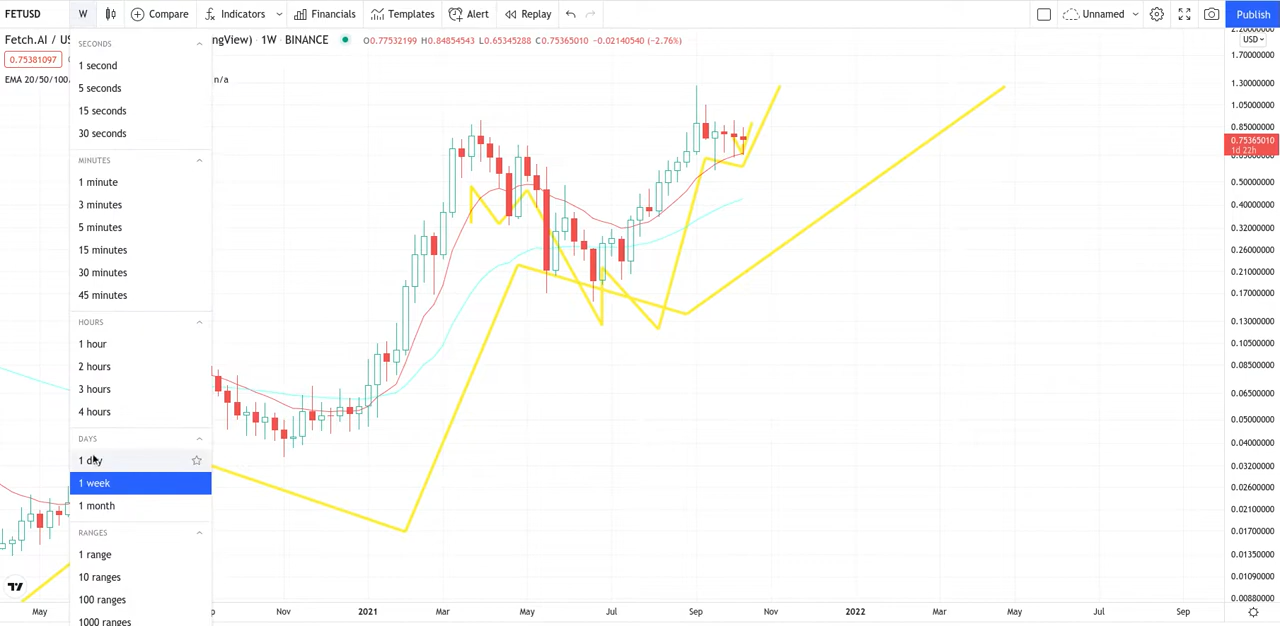 FETUSD
W
Compare
Indicators
Financials
Templates
Alert
Replay
Unnamed
Publish
Fetch.AI / US
ngView) · 1W · BINANCE
O0.77532199 H0.84854543 L0.65345288 C0.75365010 -0.02140540 (-2.76%)
USD
0.75381097
EMA 20/50/100
n/a
SECONDS
1 second
5 seconds
15 seconds
30 seconds
MINUTES
1 minute
3 minutes
5 minutes
15 minutes
30 minutes
45 minutes
HOURS
1 hour
2 hours
3 hours
4 hours
DAYS
1 day
1 week
1 month
RANGES
1 range
10 ranges
100 ranges
1000 ranges
1.70000000
1.30000000
1.05000000
0.85000000
0.75365010
1d 22h
0.50000000
0.40000000
0.32000000
0.26000000
0.21000000
0.17000000
0.13000000
0.10500000
0.08500000
0.06500000
0.05000000
0.04000000
0.03200000
0.02600000
0.02100000
0.01700000
0.01350000
0.01090000
0.00880000
May
Nov
2021
Mar
May
Jul
Sep
Nov
2022
Mar
May
Jul
Sep